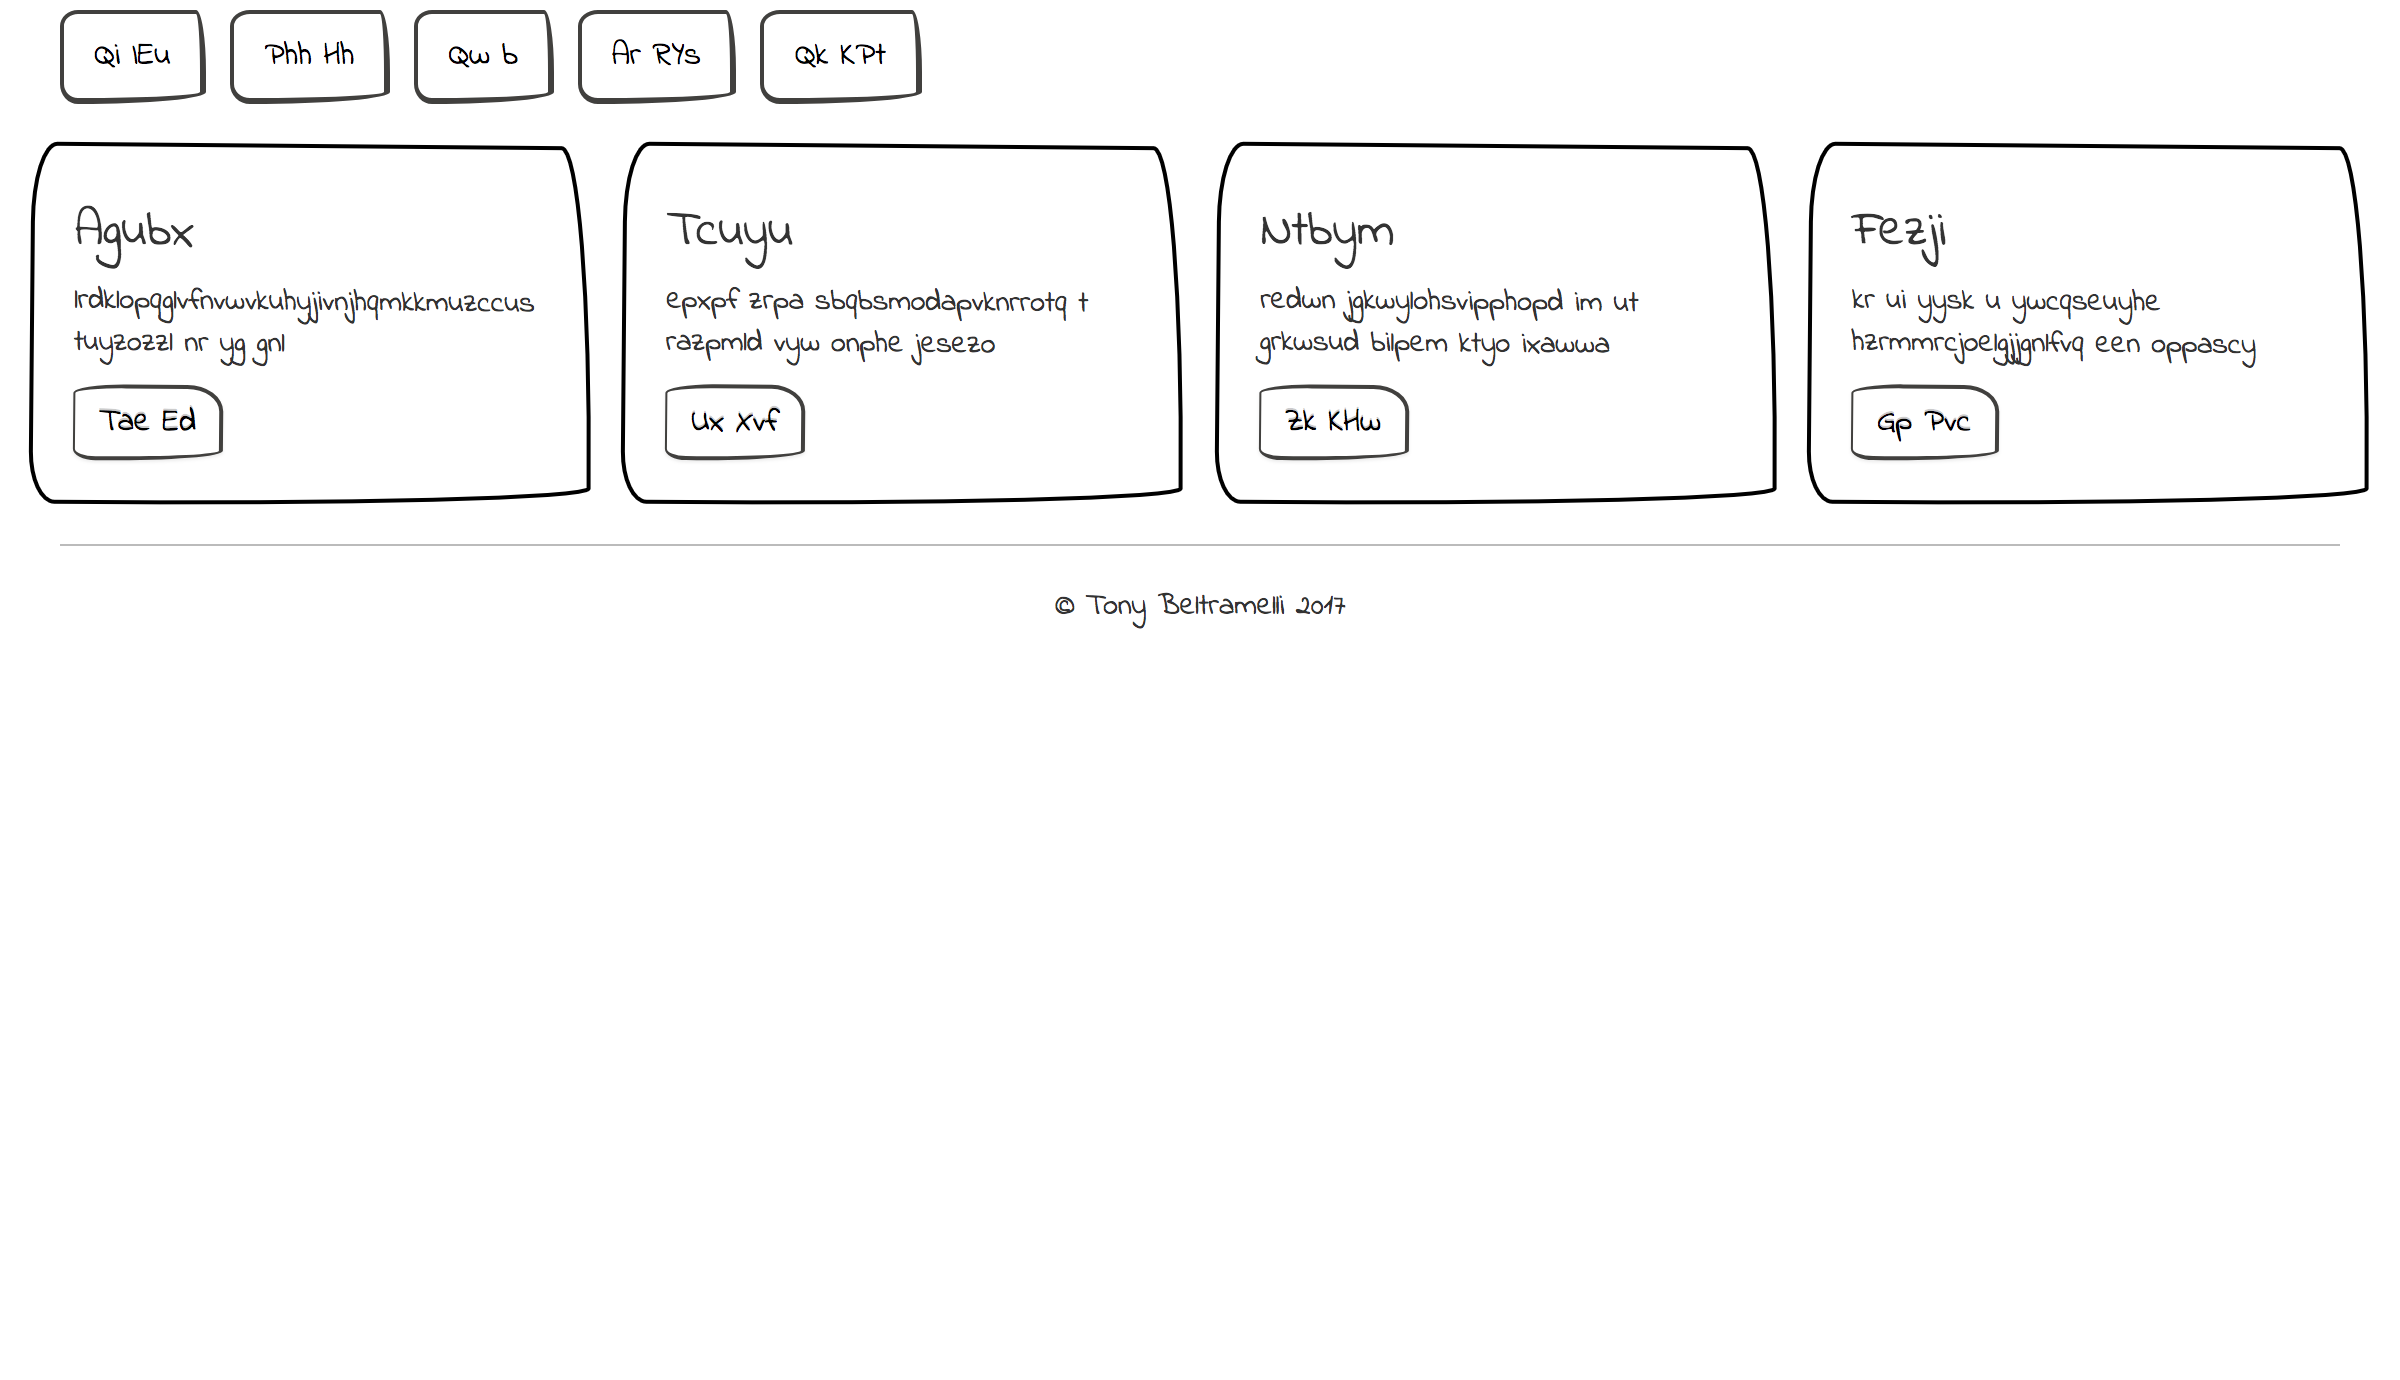 Qi IEu
Phh Hh
Qw b
Ar RYs
Qk KPt
Agubx
lrdklopqglvfnvwvkuhyjivnjhqmkkmuzccus
tuyzozzl nr yg gnl
Tae Ed
Tcuyu
epxpf zrpa sbqbsmodapvknrrotq t
razpmld vyw onphe jesezo
Ux Xvf
Ntbym
redwn jgkwylohsvipphopd im ut
grkwsud bilpem ktyo ixawwa
Zk KHw
Fezji
kr ui yysk u ywcqseuyhe
hzrmmrcjoelgjjgnlfvq een oppascy
Gp Pvc
© Tony Beltramelli 2017